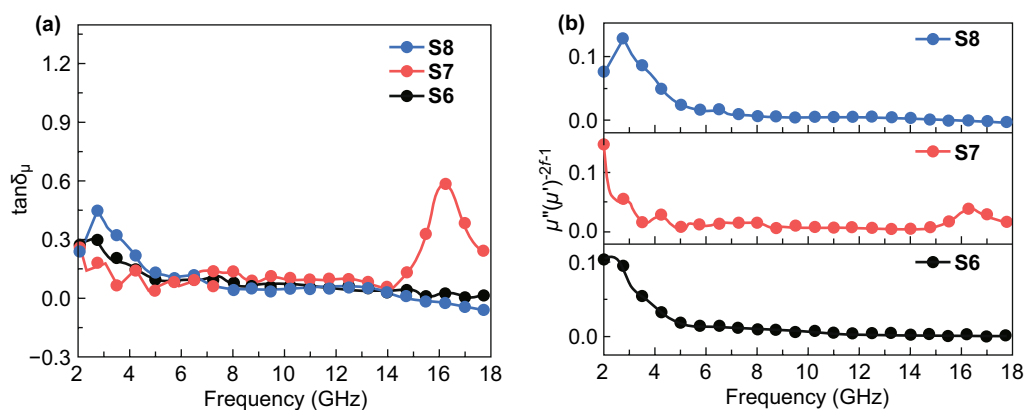 (a)
1.2
0.9
0.6
0.3
0.0
−0.3
tanδμ
S8
S7
S6
2 4 6 8 10 12 14 16 18
Frequency (GHz)
(b)
0.1
0.0
S8
0.1
0.0
S7
0.1
0.0
S6
μ"(μ')-2f-1
2 4 6 8 10 12 14 16 18
Frequency (GHz)